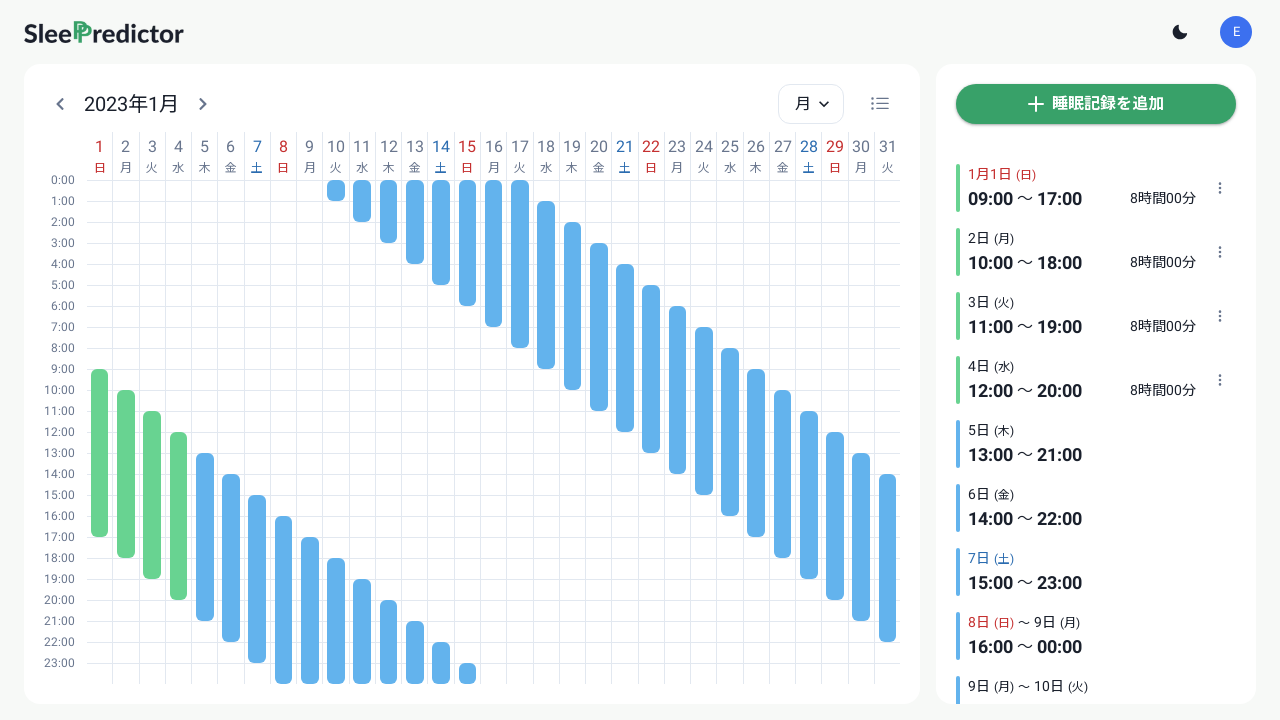 SleePPredictor
E
2023年1月
月
1 2 3 4 5 6 7 8 9 10 11 12 13 14 15 16 17 18 19 20 21 22 23 24 25 26 27 28 29 30 31
日 月 火 水 木 金 土 日 月 火 水 木 金 土 日 月 火 水 木 金 土 日 月 火 水 木 金 土 日 月 火
0:00
1:00
2:00
3:00
4:00
5:00
6:00
7:00
8:00
9:00
10:00
11:00
12:00
13:00
14:00
15:00
16:00
17:00
18:00
19:00
20:00
21:00
22:00
23:00
睡眠記録を追加
1月1日 (日)
09:00 〜 17:00 8時間00分
2日 (月)
10:00 〜 18:00 8時間00分
3日 (火)
11:00 〜 19:00 8時間00分
4日 (水)
12:00 〜 20:00 8時間00分
5日 (木)
13:00 〜 21:00
6日 (金)
14:00 〜 22:00
7日 (土)
15:00 〜 23:00
8日 (日) 〜 9日 (月)
16:00 〜 00:00
9日 (月) 〜 10日 (火)